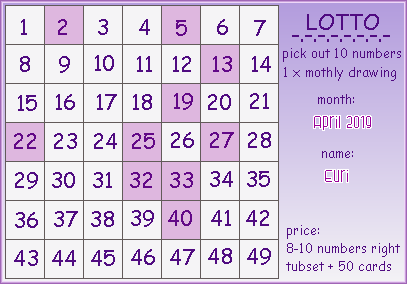 1 2 3 4 5 6 7
8 9 10 11 12 13 14
15 16 17 18 19 20 21
22 23 24 25 26 27 28
29 30 31 32 33 34 35
36 37 38 39 40 41 42
43 44 45 46 47 48 49
LOTTO
pick out 10 numbers
1 x mothly drawing
month:
April 2019
name:
Euri
price:
8-10 numbers right
tubset + 50 cards